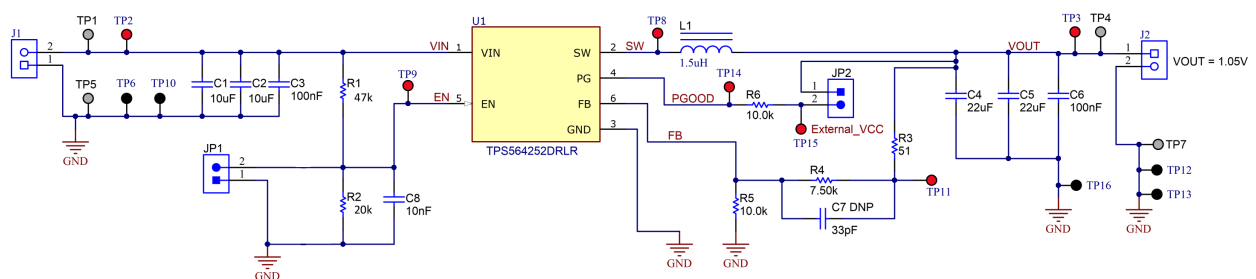 J1
2
1
TP1
TP2
TP5
TP6
TP10
GND
C1
10uF
C2
10uF
C3
100nF
R1
47k
JP1
2
1
R2
20k
C8
10nF
GND
VIN
1
TP9
EN
5
U1
VIN
EN
SW
PG
FB
GND
TPS564252DRLR
2
SW
4
6
3
TP8
L1
1.5uH
TP14
PGOOD
R6
10.0k
FB
JP2
1
2
External_VCC
TP15
R3
51
R4
7.50k
C7 DNP
33pF
R5
10.0k
TP11
GND
GND
VOUT
C4
22uF
C5
22uF
C6
100nF
TP3
TP4
J2
1
2
VOUT = 1.05V
TP7
TP12
TP13
TP16
GND
GND